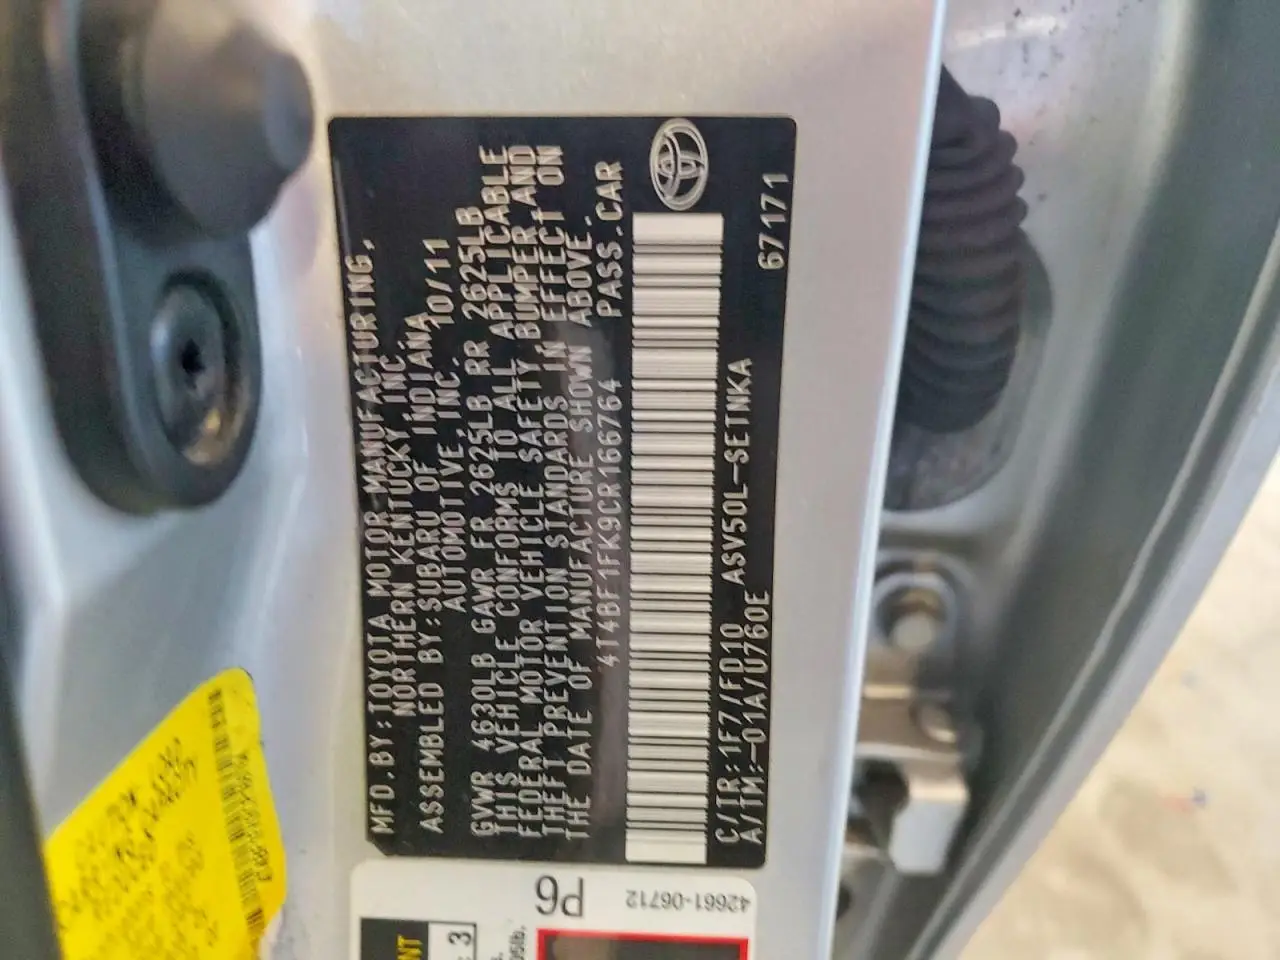 MFD.BY:TOYOTA MOTOR MANUFACTURING,
NORTHERN KENTUCKY,INC.
ASSEMBLED BY:SUBARU OF INDIANA
AUTOMOTIVE,INC. 10/11
GVWR 4630LB GAWR FR 2625LB RR 2625LB
THIS VEHICLE CONFORMS TO ALL APPLICABLE
FEDERAL MOTOR VEHICLE SAFETY,BUMPER,AND
THEFT PREVENTION STANDARDS IN EFFECT ON
THE DATE OF MANUFACTURE SHOWN ABOVE.
4T4BF1FK9CR166764 PASS.CAR
C/TR:1F7/FD10 ASV50L-SETNKA
A/TM:-01A/U760E 67171
P6
42661-06712
3